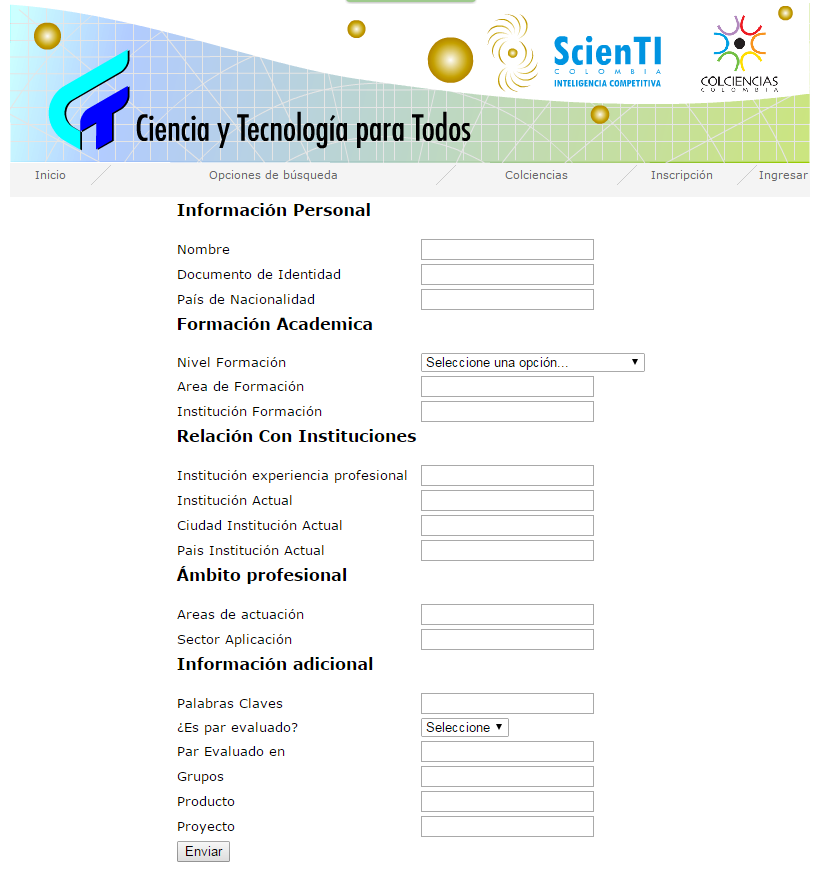 ScienTI
COLOMBIA
INTELIGENCIA COMPETITIVA
COLCIENCIAS
COLOMBIA
CT
Ciencia y Tecnología para Todos
Inicio Opciones de búsqueda Colciencias Inscripción Ingresar
Información Personal
Nombre
Documento de Identidad
País de Nacionalidad
Formación Academica
Nivel Formación Seleccione una opción...
Area de Formación
Institución Formación
Relación Con Instituciones
Institución experiencia profesional
Institución Actual
Ciudad Institución Actual
Pais Institución Actual
Ámbito profesional
Areas de actuación
Sector Aplicación
Información adicional
Palabras Claves
¿Es par evaluado? Seleccione
Par Evaluado en
Grupos
Producto
Proyecto
Enviar